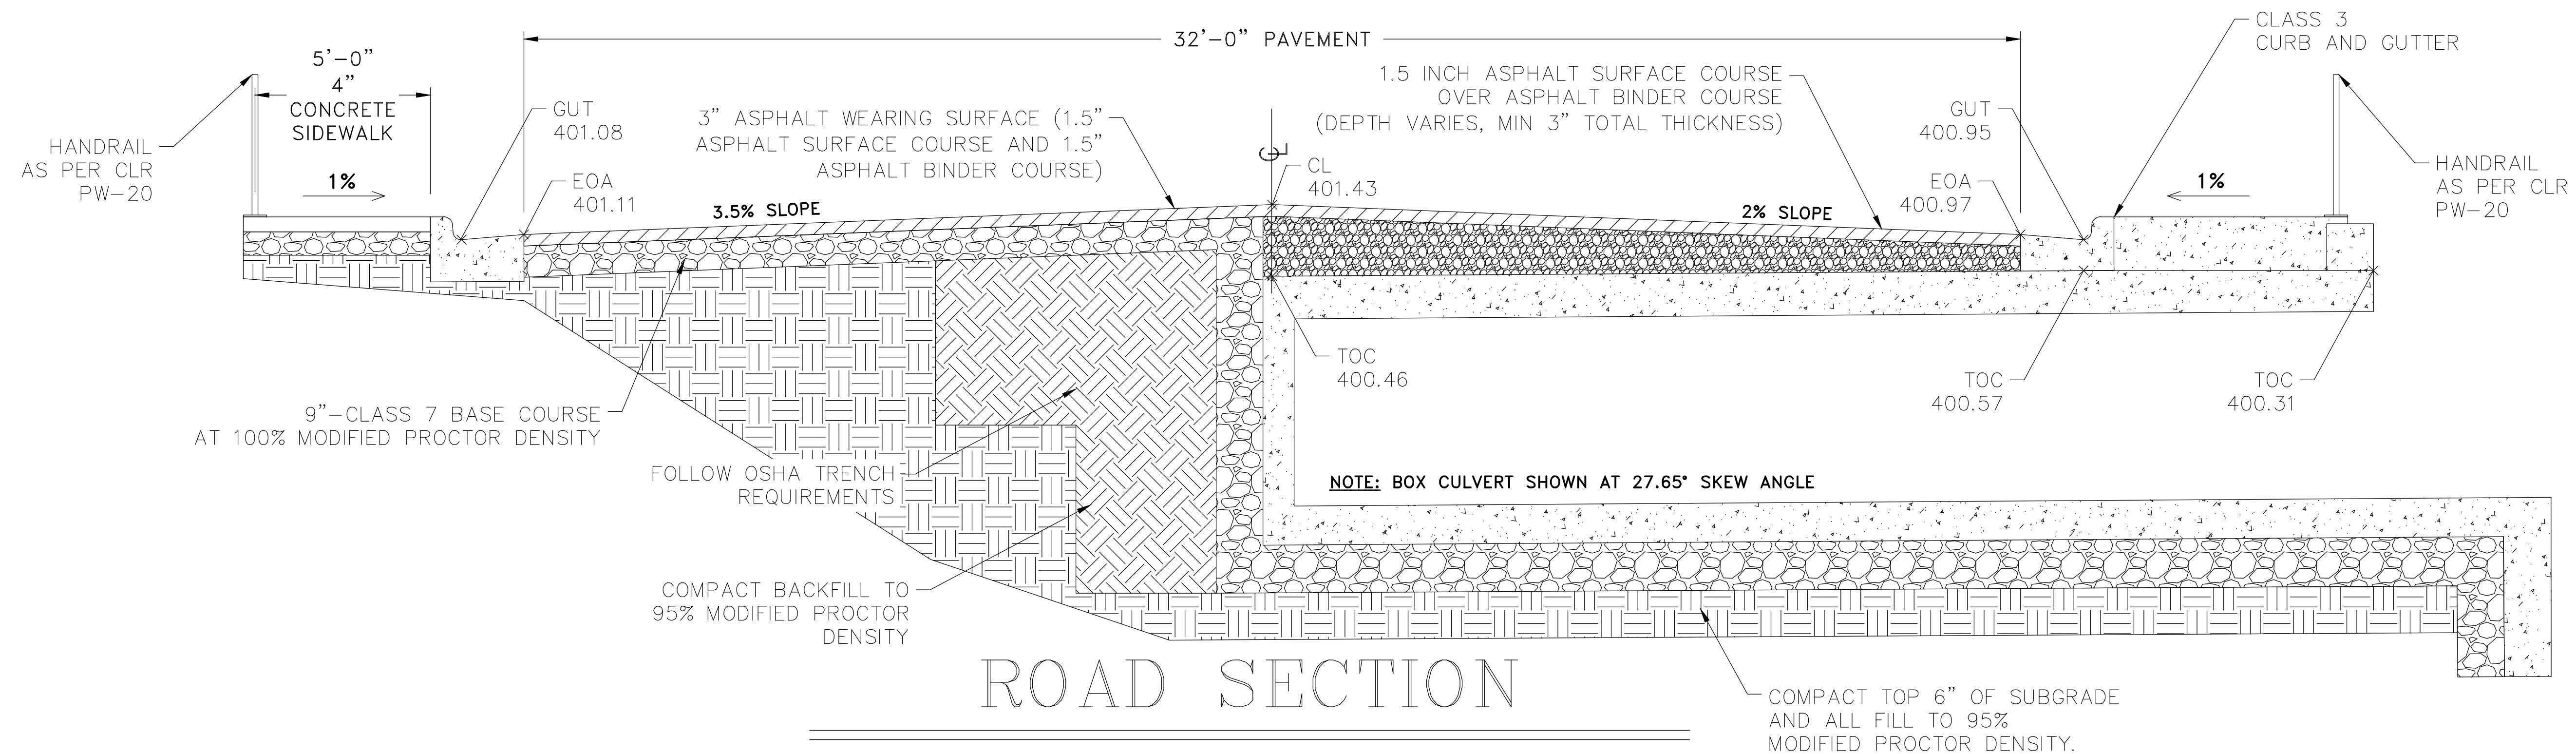 32'-0" PAVEMENT
CLASS 3
CURB AND GUTTER
5'-0"
4"
CONCRETE
SIDEWALK
HANDRAIL
AS PER CLR
PW-20
1%
GUT
401.08
EOA
401.11
3" ASPHALT WEARING SURFACE (1.5"
ASPHALT SURFACE COURSE AND 1.5"
ASPHALT BINDER COURSE)
3.5% SLOPE
CL
CL
401.43
1.5 INCH ASPHALT SURFACE COURSE
OVER ASPHALT BINDER COURSE
(DEPTH VARIES, MIN 3" TOTAL THICKNESS)
2% SLOPE
GUT
400.95
EOA
400.97
1%
HANDRAIL
AS PER CLR
PW-20
TOC
400.46
TOC
400.57
TOC
400.31
9"-CLASS 7 BASE COURSE
AT 100% MODIFIED PROCTOR DENSITY
FOLLOW OSHA TRENCH
REQUIREMENTS
NOTE: BOX CULVERT SHOWN AT 27.65° SKEW ANGLE
COMPACT BACKFILL TO
95% MODIFIED PROCTOR
DENSITY
COMPACT TOP 6" OF SUBGRADE
AND ALL FILL TO 95%
MODIFIED PROCTOR DENSITY.
ROAD SECTION